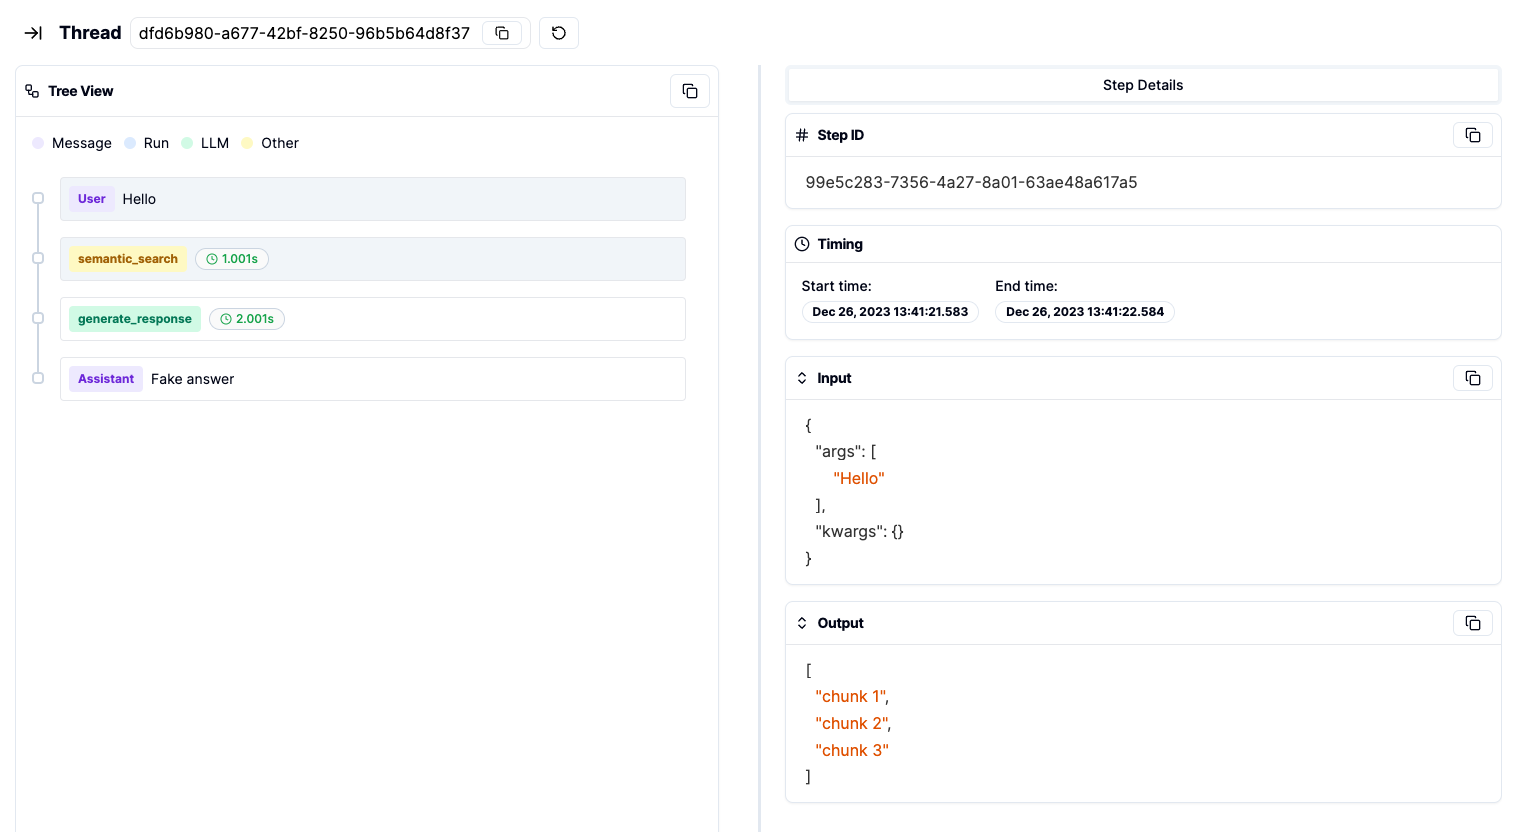 Thread dfd6b980-a677-42bf-8250-96b5b64d8f37
Tree View
Message Run LLM Other
User Hello
semantic_search 1.001s
generate_response 2.001s
Assistant Fake answer
Step Details
# Step ID
99e5c283-7356-4a27-8a01-63ae48a617a5
Timing
Start time: End time:
Dec 26, 2023 13:41:21.583 Dec 26, 2023 13:41:22.584
Input
{
"args": [
"Hello"
],
"kwargs": {}
}
Output
[
"chunk 1",
"chunk 2",
"chunk 3"
]